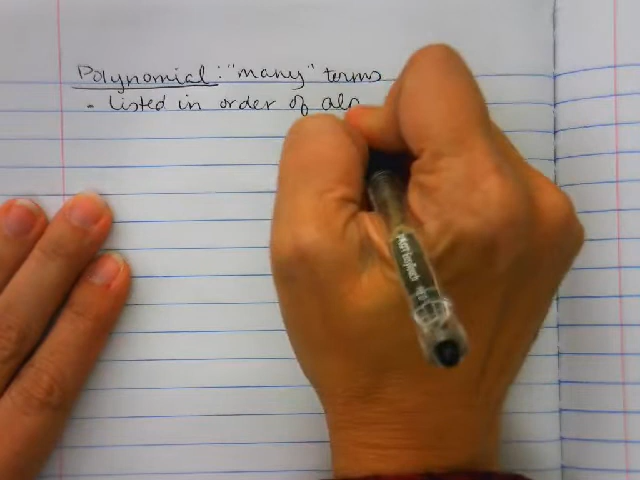 Polynomial: "many" terms
• listed in order of